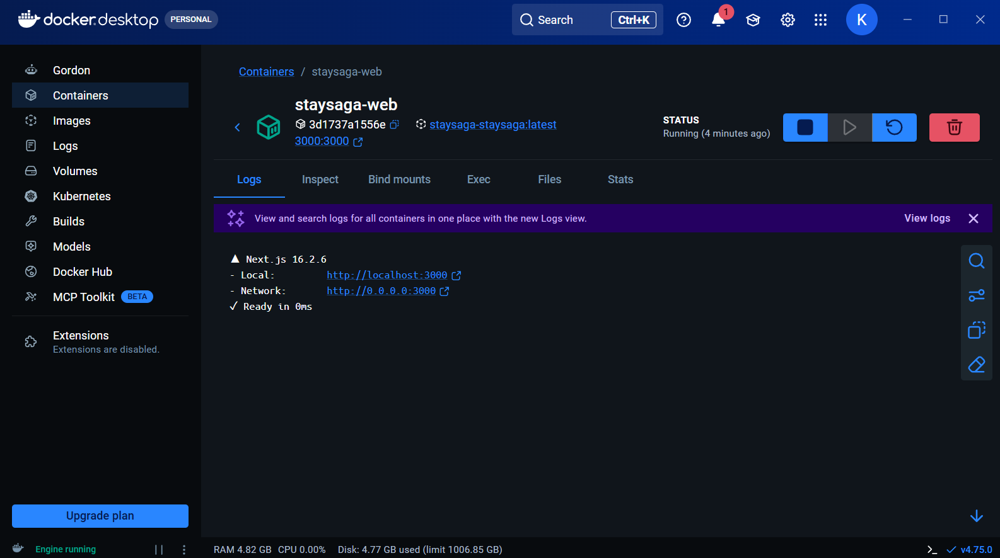 docker.desktop PERSONAL
Search Ctrl+K
1
K
Gordon
Containers
Images
Logs
Volumes
Kubernetes
Builds
Models
Docker Hub
MCP Toolkit BETA
Extensions
Extensions are disabled.
Upgrade plan
Containers / staysaga-web
staysaga-web
3d1737a1556e staysaga-staysaga:latest
3000:3000
STATUS
Running (4 minutes ago)
Logs Inspect Bind mounts Exec Files Stats
View and search logs for all containers in one place with the new Logs view. View logs
▲ Next.js 16.2.6
- Local: http://localhost:3000
- Network: http://0.0.0.0:3000
✓ Ready in 0ms
Engine running RAM 4.82 GB CPU 0.00% Disk: 4.77 GB used (limit 1006.85 GB) v4.75.0